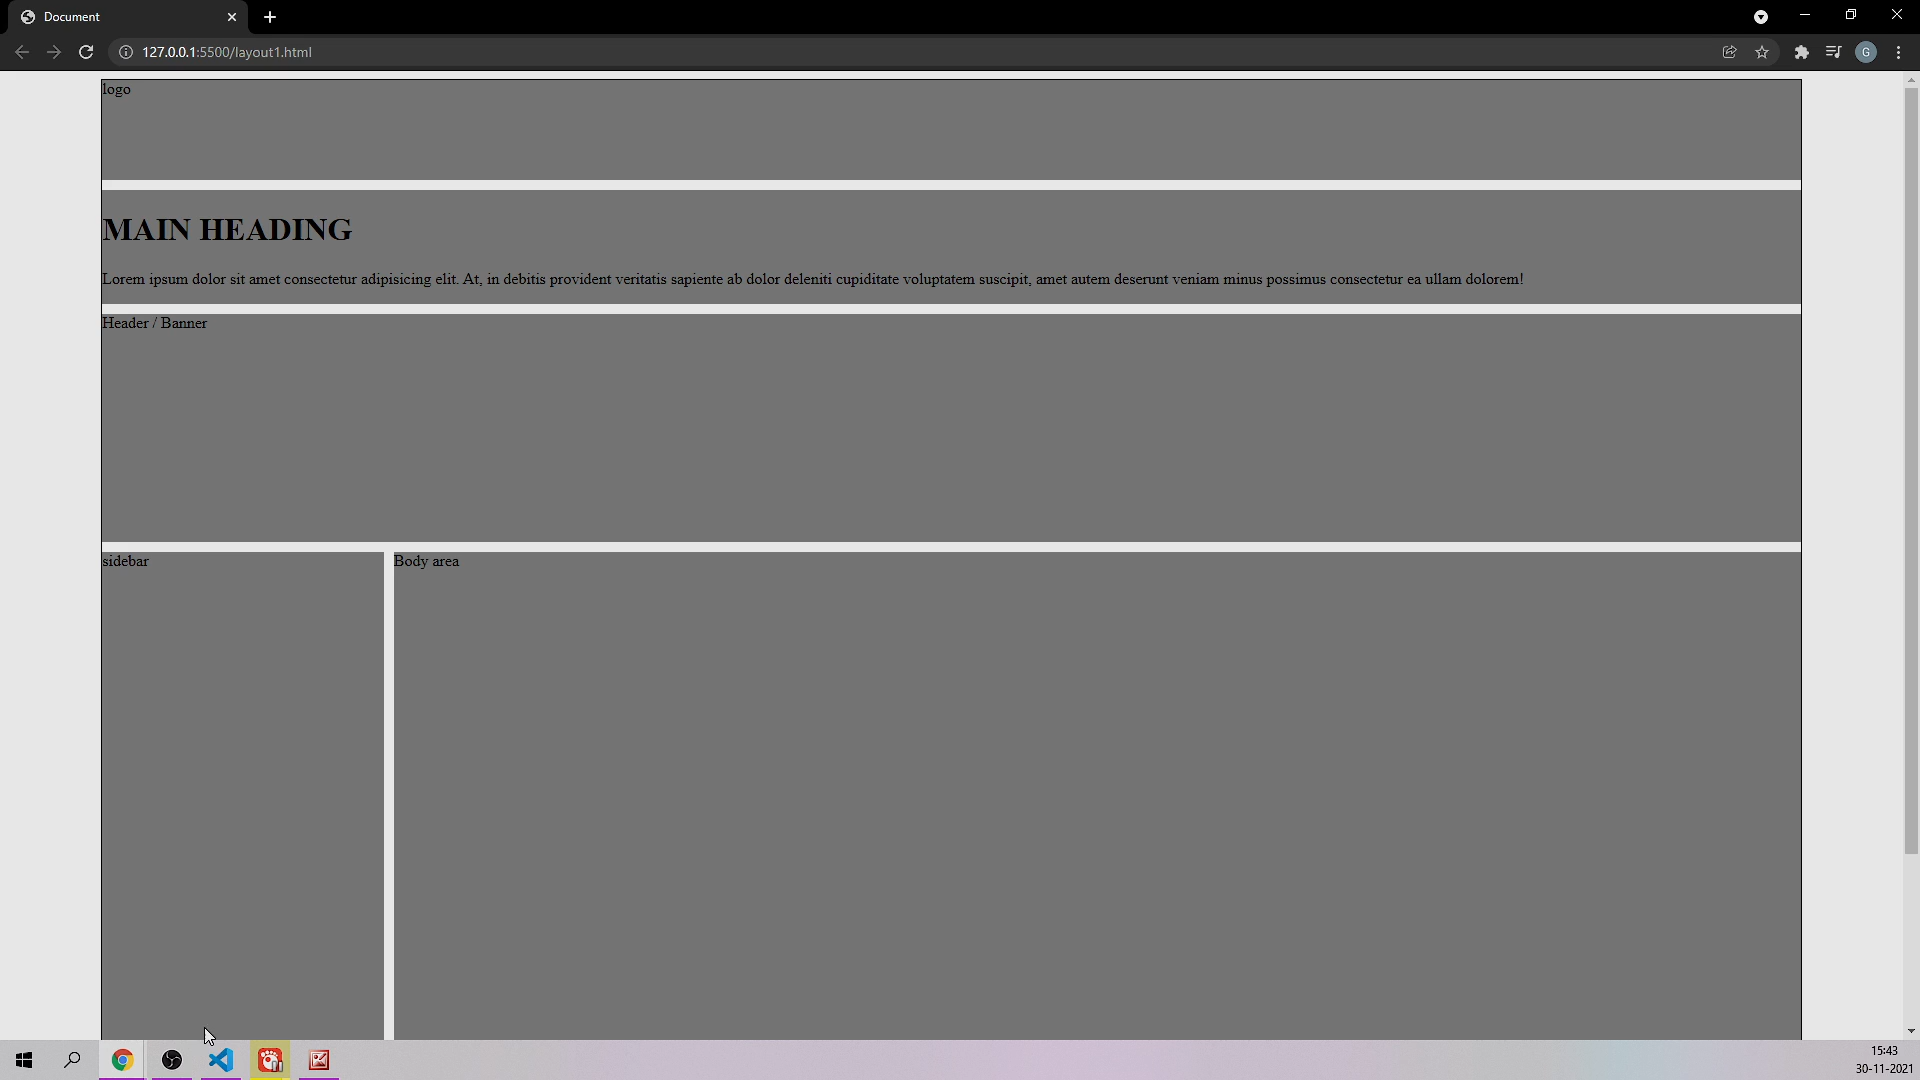 Document
127.0.0.1:5500/layout1.html
G
logo
MAIN HEADING
Lorem ipsum dolor sit amet consectetur adipisicing elit. At, in debitis provident veritatis sapiente ab dolor deleniti cupiditate voluptatem suscipit, amet autem deserunt veniam minus possimus consectetur ea ullam dolorem!
Header / Banner
sidebar
Body area
15:43
30-11-2021